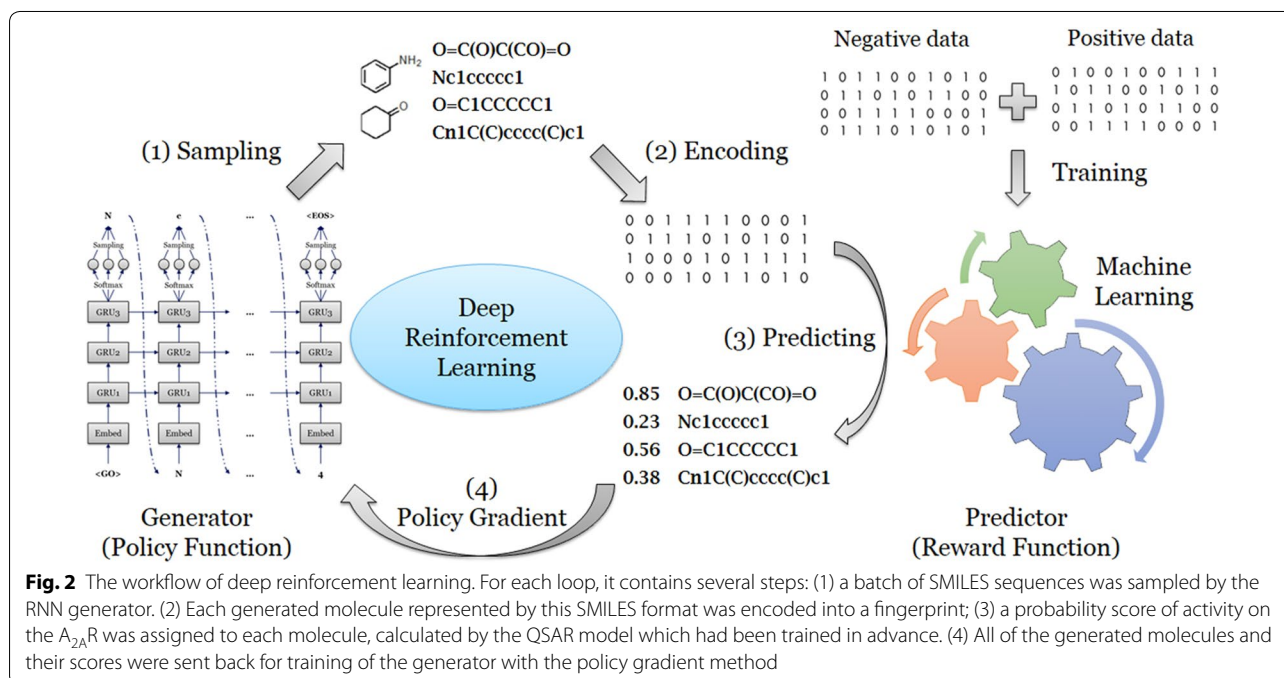 NH2
O
O=C(O)C(CO)=O
Nc1ccccc1
O=C1CCCCC1
Cn1C(C)cccc(C)c1
Negative data
1 0 1 1 0 0 1 0 1 0
0 1 1 0 1 0 1 1 0 0
0 0 1 1 1 1 0 1 0 1
0 1 1 1 0 1 0 1 0 1
Positive data
0 1 0 0 1 0 0 1 1 1
1 0 1 1 0 0 1 0 1 0
0 1 1 0 1 0 1 1 0 1
0 0 1 1 1 1 0 0 0 1
(1) Sampling
(2) Encoding
Training
N c ... <EOS>
Sampling Sampling Sampling
Softmax Softmax Softmax
GRU3 GRU3 ... GRU3
GRU2 GRU2 ... GRU2
GRU1 GRU1 ... GRU1
Embed Embed ... Embed
<GO> N ... 4
Generator
(Policy Function)
Deep
Reinforcement
Learning
0 0 1 1 1 1 0 0 0 1
0 1 1 1 0 1 0 1 0 1
1 0 0 0 1 0 1 1 0 1
0 0 0 1 0 1 1 0 1 0
(3) Predicting
0.85 O=C(O)C(CO)=O
0.23 Nc1ccccc1
0.56 O=C1CCCCC1
0.38 Cn1C(C)cccc(C)c1
(4)
Policy Gradient
Machine
Learning
Predictor
(Reward Function)
Fig. 2 The workflow of deep reinforcement learning. For each loop, it contains several steps: (1) a batch of SMILES sequences was sampled by the
RNN generator. (2) Each generated molecule represented by this SMILES format was encoded into a fingerprint; (3) a probability score of activity on
the A2AR was assigned to each molecule, calculated by the QSAR model which had been trained in advance. (4) All of the generated molecules and
their scores were sent back for training of the generator with the policy gradient method